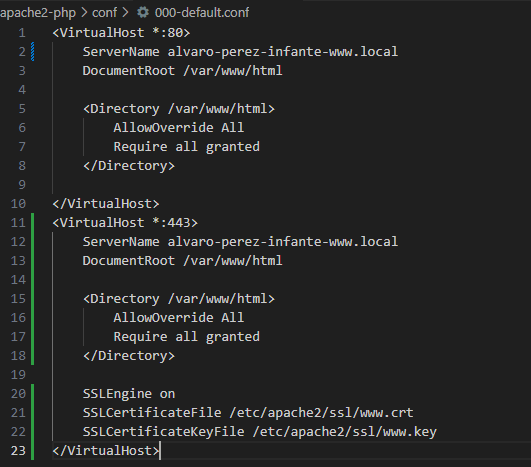 apache2-php > conf > 000-default.conf
1 <VirtualHost *:80>
2 ServerName alvaro-perez-infante-www.local
3 DocumentRoot /var/www/html
4
5 <Directory /var/www/html>
6 AllowOverride All
7 Require all granted
8 </Directory>
9
10 </VirtualHost>
11 <VirtualHost *:443>
12 ServerName alvaro-perez-infante-www.local
13 DocumentRoot /var/www/html
14
15 <Directory /var/www/html>
16 AllowOverride All
17 Require all granted
18 </Directory>
19
20 SSLEngine on
21 SSLCertificateFile /etc/apache2/ssl/www.crt
22 SSLCertificateKeyFile /etc/apache2/ssl/www.key
23 </VirtualHost>